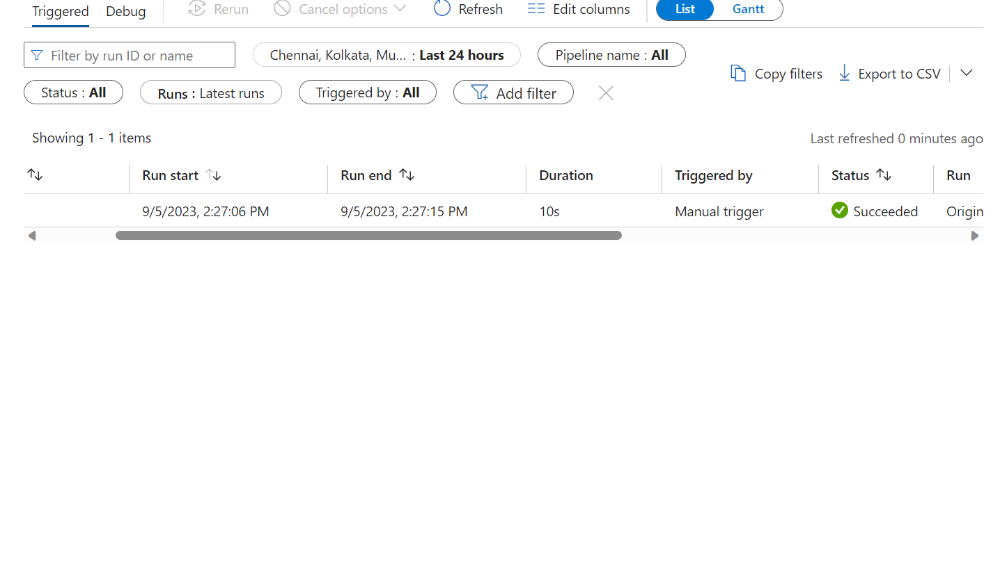 Triggered Debug Rerun Cancel options Refresh Edit columns List Gantt
Filter by run ID or name Chennai, Kolkata, Mu... : Last 24 hours Pipeline name : All
Copy filters Export to CSV
Status : All Runs : Latest runs Triggered by : All Add filter
Showing 1 - 1 items Last refreshed 0 minutes ago
Run start Run end Duration Triggered by Status Run
9/5/2023, 2:27:06 PM 9/5/2023, 2:27:15 PM 10s Manual trigger Succeeded Origin